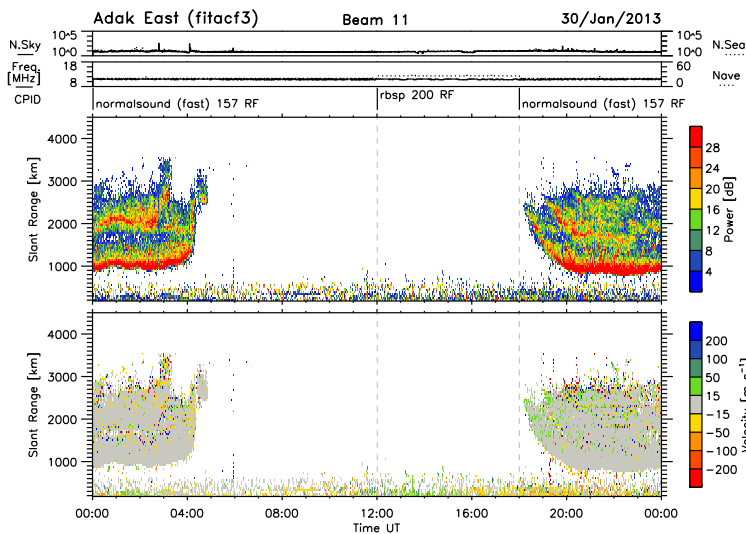 Adak East (fitacf3) Beam 11 30/Jan/2013
N.Sky 10^5 10^0 10^5 10^0 N.Sea
Freq. [MHz] 18 8 60 0 Nave
CPID normalsound (fast) 157 RF rbsp 200 RF normalsound (fast) 157 RF
Slant Range [km] 4000 3000 2000 1000
28 24 20 16 12 8 4 Power [dB]
Slant Range [km] 4000 3000 2000 1000
200 100 50 15 -15 -50 -100 -200 Velocity [m s^-1]
00:00 04:00 08:00 12:00 16:00 20:00 00:00
Time UT